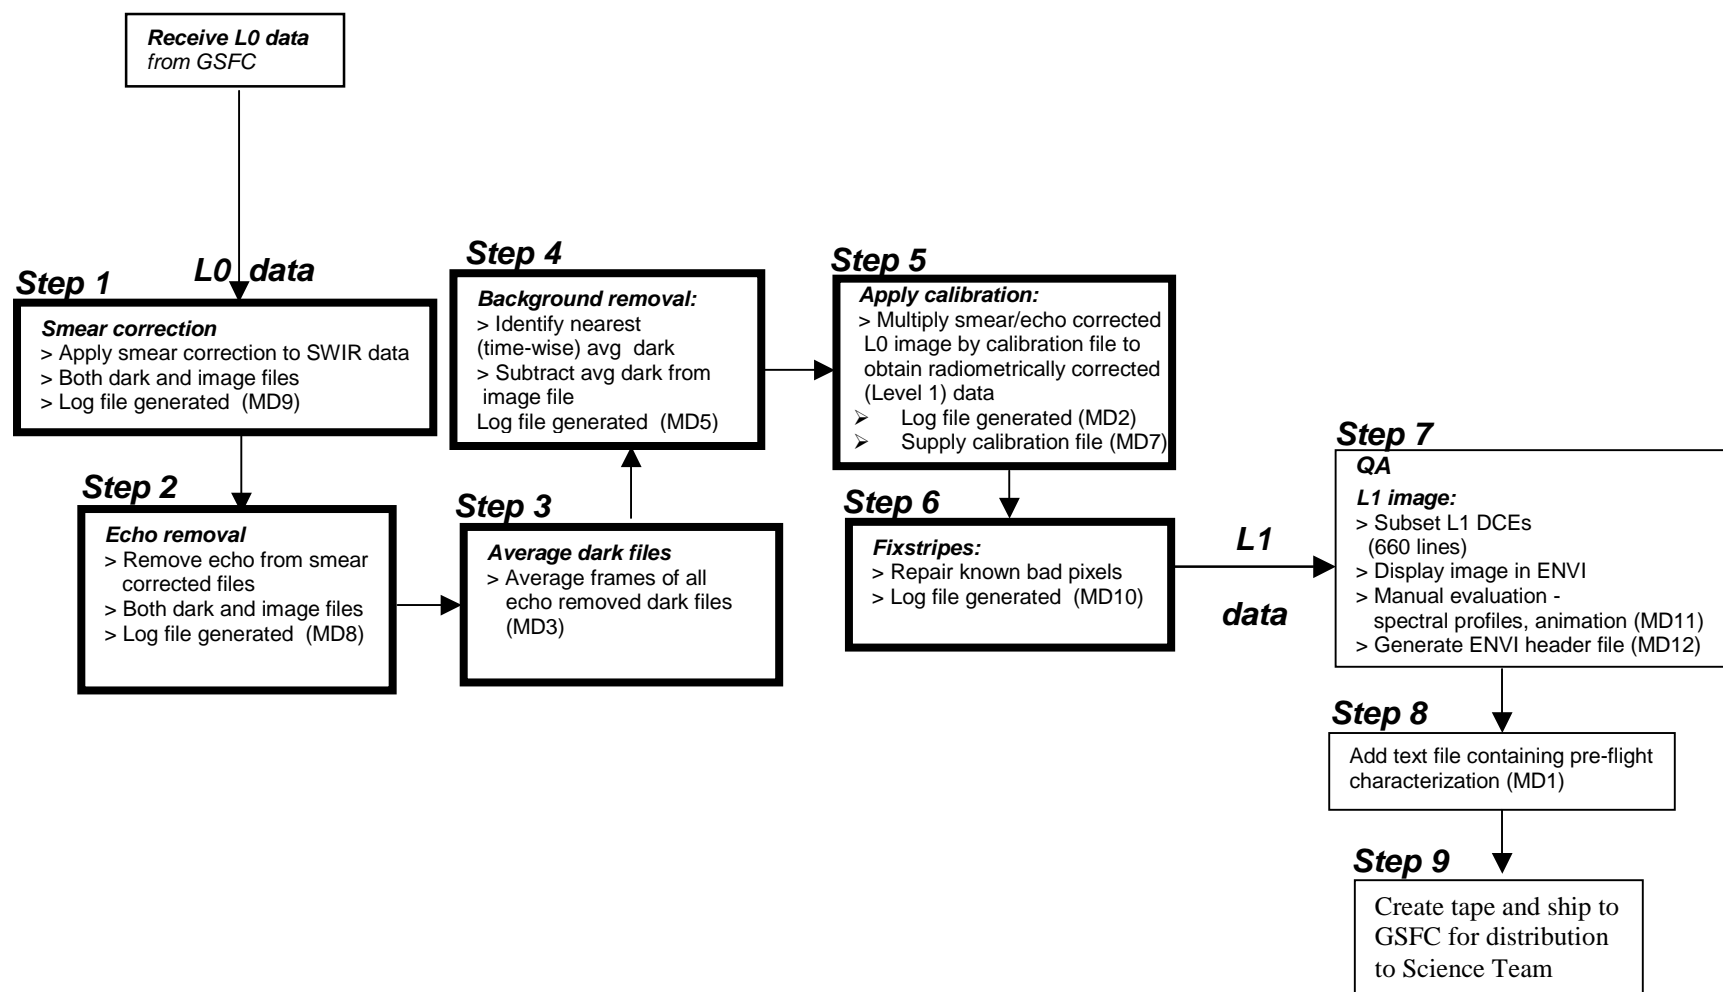 Receive L0 data
from GSFC
Step 1
L0 data
Smear correction
> Apply smear correction to SWIR data
> Both dark and image files
> Log file generated (MD9)
Step 2
Echo removal
> Remove echo from smear
corrected files
> Both dark and image files
> Log file generated (MD8)
Step 3
Average dark files
> Average frames of all
echo removed dark files
(MD3)
Step 4
Background removal:
> Identify nearest
(time-wise) avg dark
> Subtract avg dark from
image file
Log file generated (MD5)
Step 5
Apply calibration:
> Multiply smear/echo corrected
L0 image by calibration file to
obtain radiometrically corrected
(Level 1) data
➢ Log file generated (MD2)
➢ Supply calibration file (MD7)
Step 6
Fixstripes:
> Repair known bad pixels
> Log file generated (MD10)
L1
data
Step 7
QA
L1 image:
> Subset L1 DCEs
(660 lines)
> Display image in ENVI
> Manual evaluation -
spectral profiles, animation (MD11)
> Generate ENVI header file (MD12)
Step 8
Add text file containing pre-flight
characterization (MD1)
Step 9
Create tape and ship to
GSFC for distribution
to Science Team